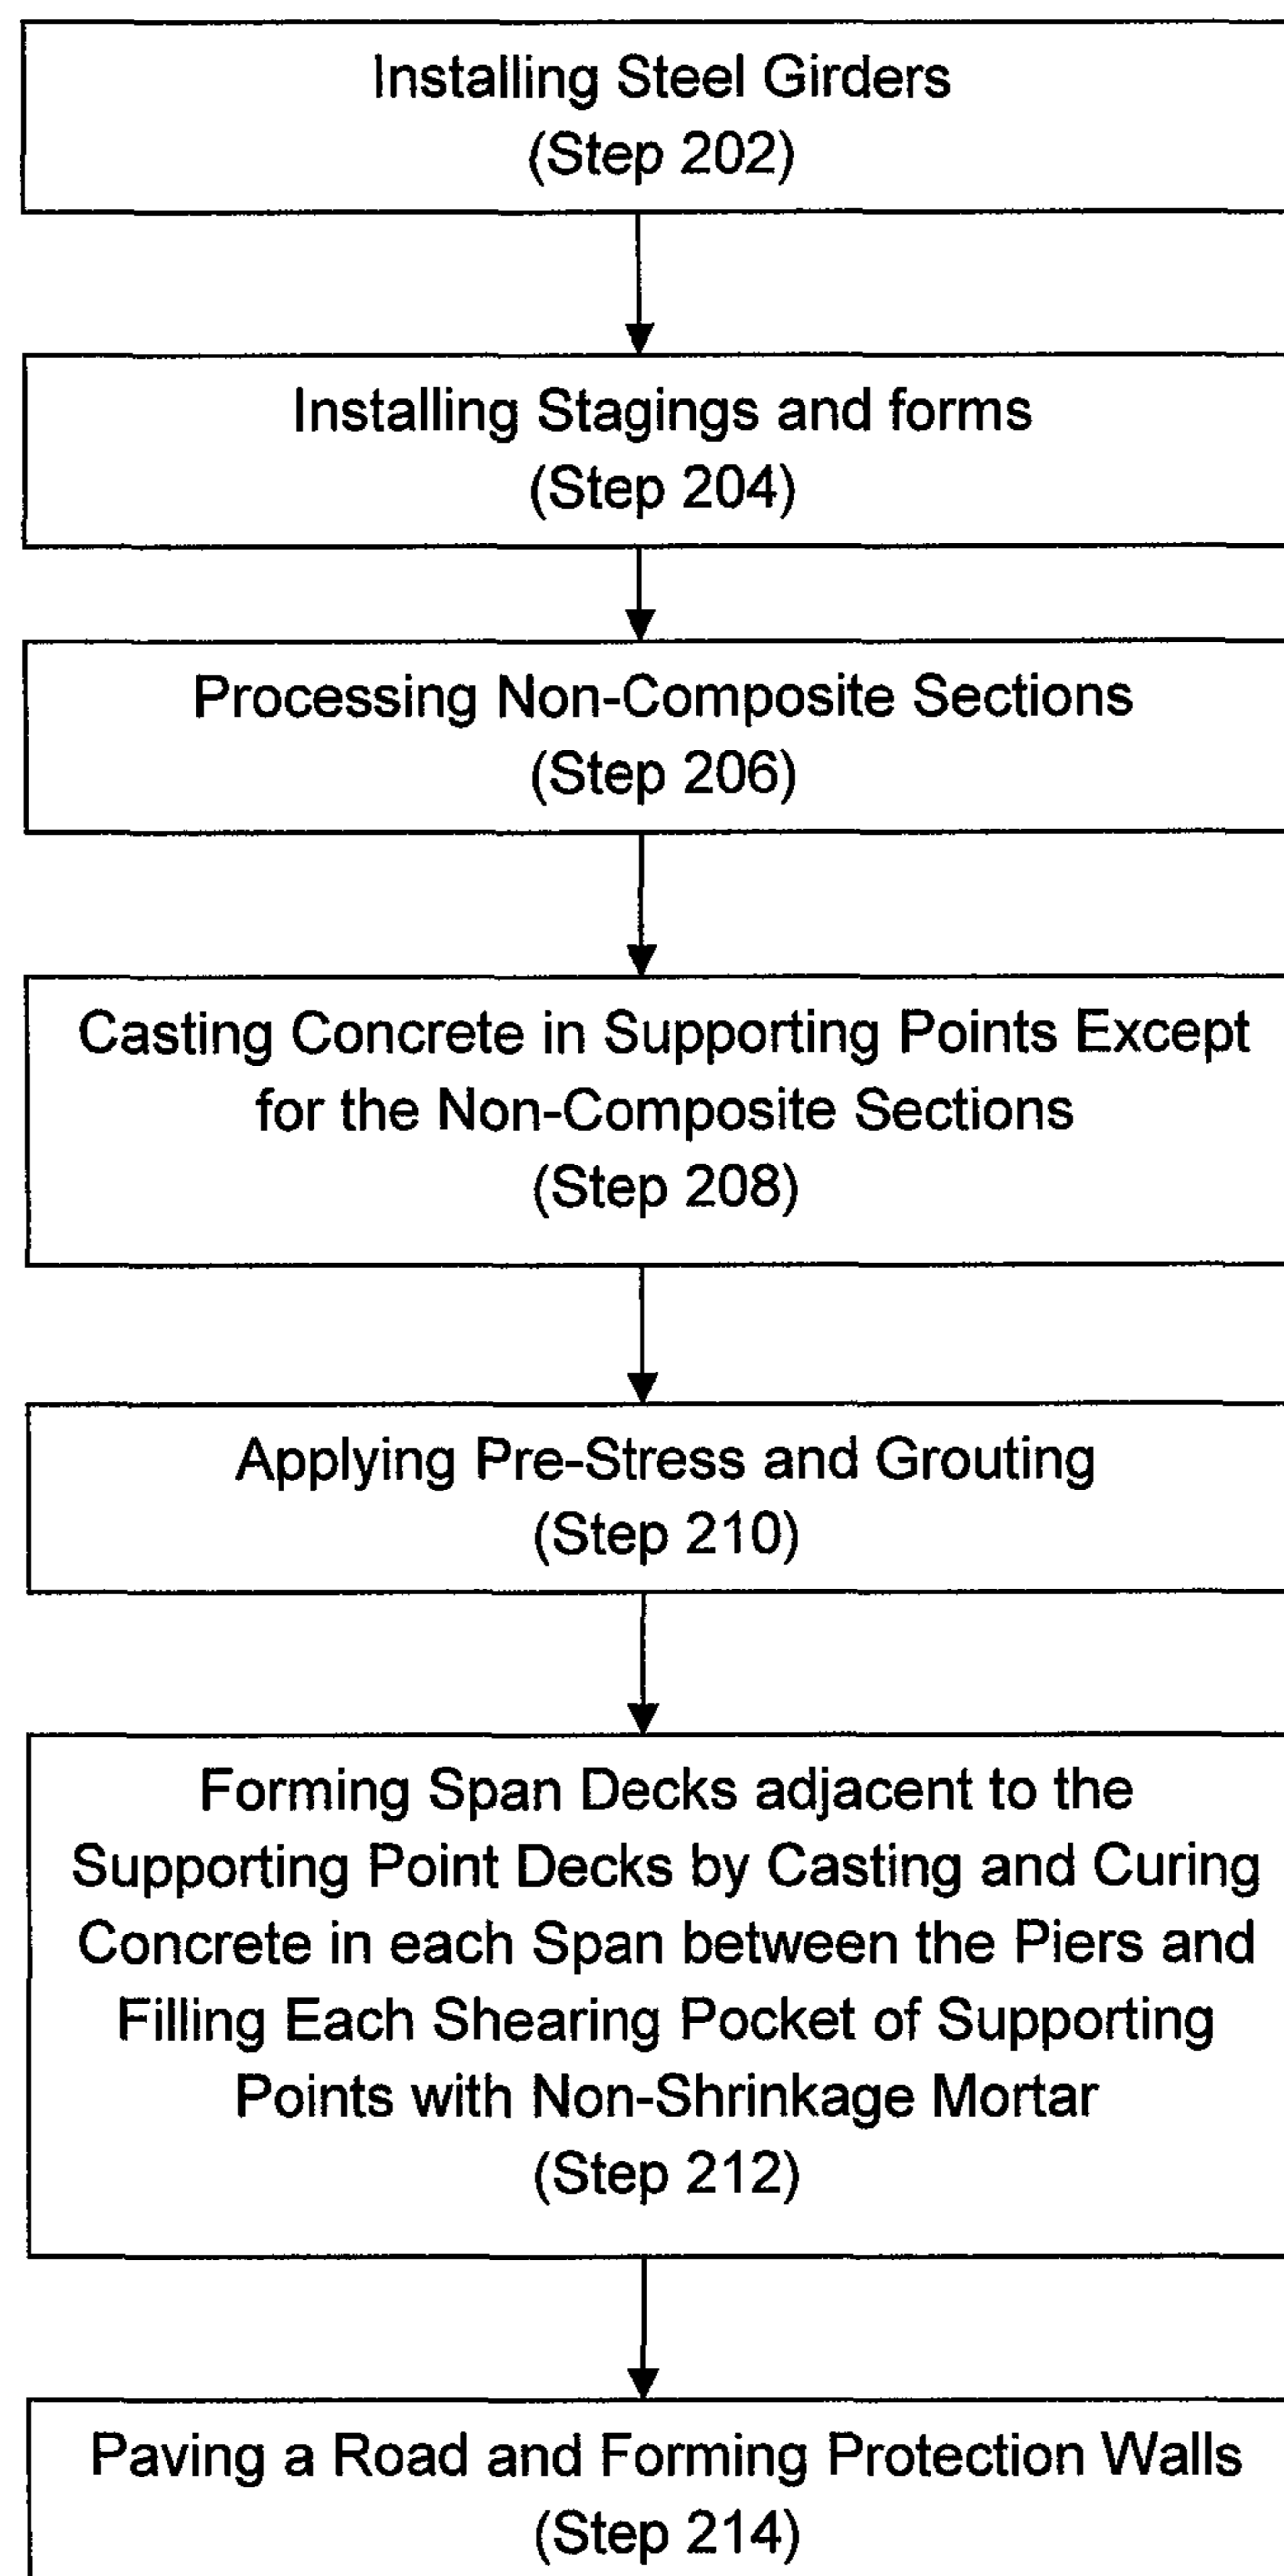 Installing Steel Girders
(Step 202)
Installing Stagings and forms
(Step 204)
Processing Non-Composite Sections
(Step 206)
Casting Concrete in Supporting Points Except
for the Non-Composite Sections
(Step 208)
Applying Pre-Stress and Grouting
(Step 210)
Forming Span Decks adjacent to the
Supporting Point Decks by Casting and Curing
Concrete in each Span between the Piers and
Filling Each Shearing Pocket of Supporting
Points with Non-Shrinkage Mortar
(Step 212)
Paving a Road and Forming Protection Walls
(Step 214)